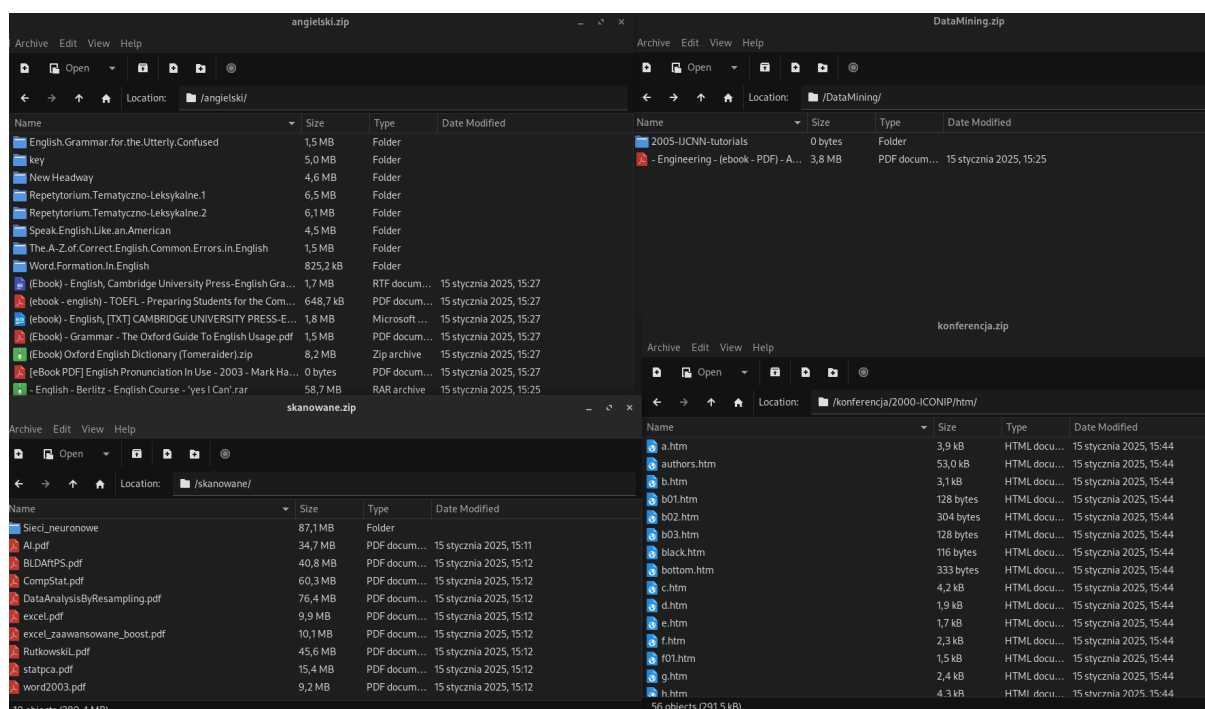 angielski.zip
Archive Edit View Help
Open
Location: /angielski/
Name Size Type Date Modified
English.Grammar.for.the.Utterly.Confused 1,5 MB Folder
key 5,0 MB Folder
New Headway 4,6 MB Folder
Repetytorium.Tematyczno-Leksykalne.1 6,5 MB Folder
Repetytorium.Tematyczno-Leksykalne.2 6,1 MB Folder
Speak.English.Like.an.American 4,5 MB Folder
The.A-Z.of.Correct.English.Common.Errors.in.English 1,5 MB Folder
Word.Formation.In.English 825,2 kB Folder
(Ebook) - English, Cambridge University Press-English Gra... 1,7 MB RTF docum... 15 stycznia 2025, 15:27
(ebook - english) - TOEFL - Preparing Students for the Com... 648,7 kB PDF docum... 15 stycznia 2025, 15:27
(ebook) - English, [TXT] CAMBRIDGE UNIVERSITY PRESS-E... 1,8 MB Microsoft ... 15 stycznia 2025, 15:27
(Ebook) - Grammar - The Oxford Guide To English Usage.pdf 1,5 MB PDF docum... 15 stycznia 2025, 15:27
(Ebook) Oxford English Dictionary (Tomeraider).zip 8,2 MB Zip archive 15 stycznia 2025, 15:27
[eBook PDF] English Pronunciation In Use - 2003 - Mark Ha... 0 bytes PDF docum... 15 stycznia 2025, 15:27
- English - Berlitz - English Course - 'yes I Can'.rar 58,7 MB RAR archive 15 stycznia 2025, 15:25
skanowane.zip
Archive Edit View Help
Open
Location: /skanowane/
Name Size Type Date Modified
Sieci_neuronowe 87,1 MB Folder
AI.pdf 34,7 MB PDF docum... 15 stycznia 2025, 15:11
BLDAftPS.pdf 40,8 MB PDF docum... 15 stycznia 2025, 15:12
CompStat.pdf 60,3 MB PDF docum... 15 stycznia 2025, 15:12
DataAnalysisByResampling.pdf 76,4 MB PDF docum... 15 stycznia 2025, 15:12
excel.pdf 9,9 MB PDF docum... 15 stycznia 2025, 15:12
excel_zaawansowane_boost.pdf 10,1 MB PDF docum... 15 stycznia 2025, 15:12
RutkowskiL.pdf 45,6 MB PDF docum... 15 stycznia 2025, 15:12
statpca.pdf 15,4 MB PDF docum... 15 stycznia 2025, 15:12
word2003.pdf 9,2 MB PDF docum... 15 stycznia 2025, 15:12
DataMining.zip
Archive Edit View Help
Open
Location: /DataMining/
Name Size Type Date Modified
2005-IJCNN-tutorials 0 bytes Folder
- Engineering - (ebook - PDF) - A... 3,8 MB PDF docum... 15 stycznia 2025, 15:25
konferencja.zip
Archive Edit View Help
Open
Location: /konferencja/2000-ICONIP/htm/
Name Size Type Date Modified
a.htm 3,9 kB HTML docu... 15 stycznia 2025, 15:44
authors.htm 53,0 kB HTML docu... 15 stycznia 2025, 15:44
b.htm 3,1 kB HTML docu... 15 stycznia 2025, 15:44
b01.htm 128 bytes HTML docu... 15 stycznia 2025, 15:44
b02.htm 304 bytes HTML docu... 15 stycznia 2025, 15:44
b03.htm 128 bytes HTML docu... 15 stycznia 2025, 15:44
black.htm 116 bytes HTML docu... 15 stycznia 2025, 15:44
bottom.htm 333 bytes HTML docu... 15 stycznia 2025, 15:44
c.htm 4,2 kB HTML docu... 15 stycznia 2025, 15:44
d.htm 1,9 kB HTML docu... 15 stycznia 2025, 15:44
e.htm 1,7 kB HTML docu... 15 stycznia 2025, 15:44
f.htm 2,3 kB HTML docu... 15 stycznia 2025, 15:44
f01.htm 1,5 kB HTML docu... 15 stycznia 2025, 15:44
g.htm 2,4 kB HTML docu... 15 stycznia 2025, 15:44
h.htm 4,3 kB HTML docu... 15 stycznia 2025, 15:44
56 objects (291,5 kB)